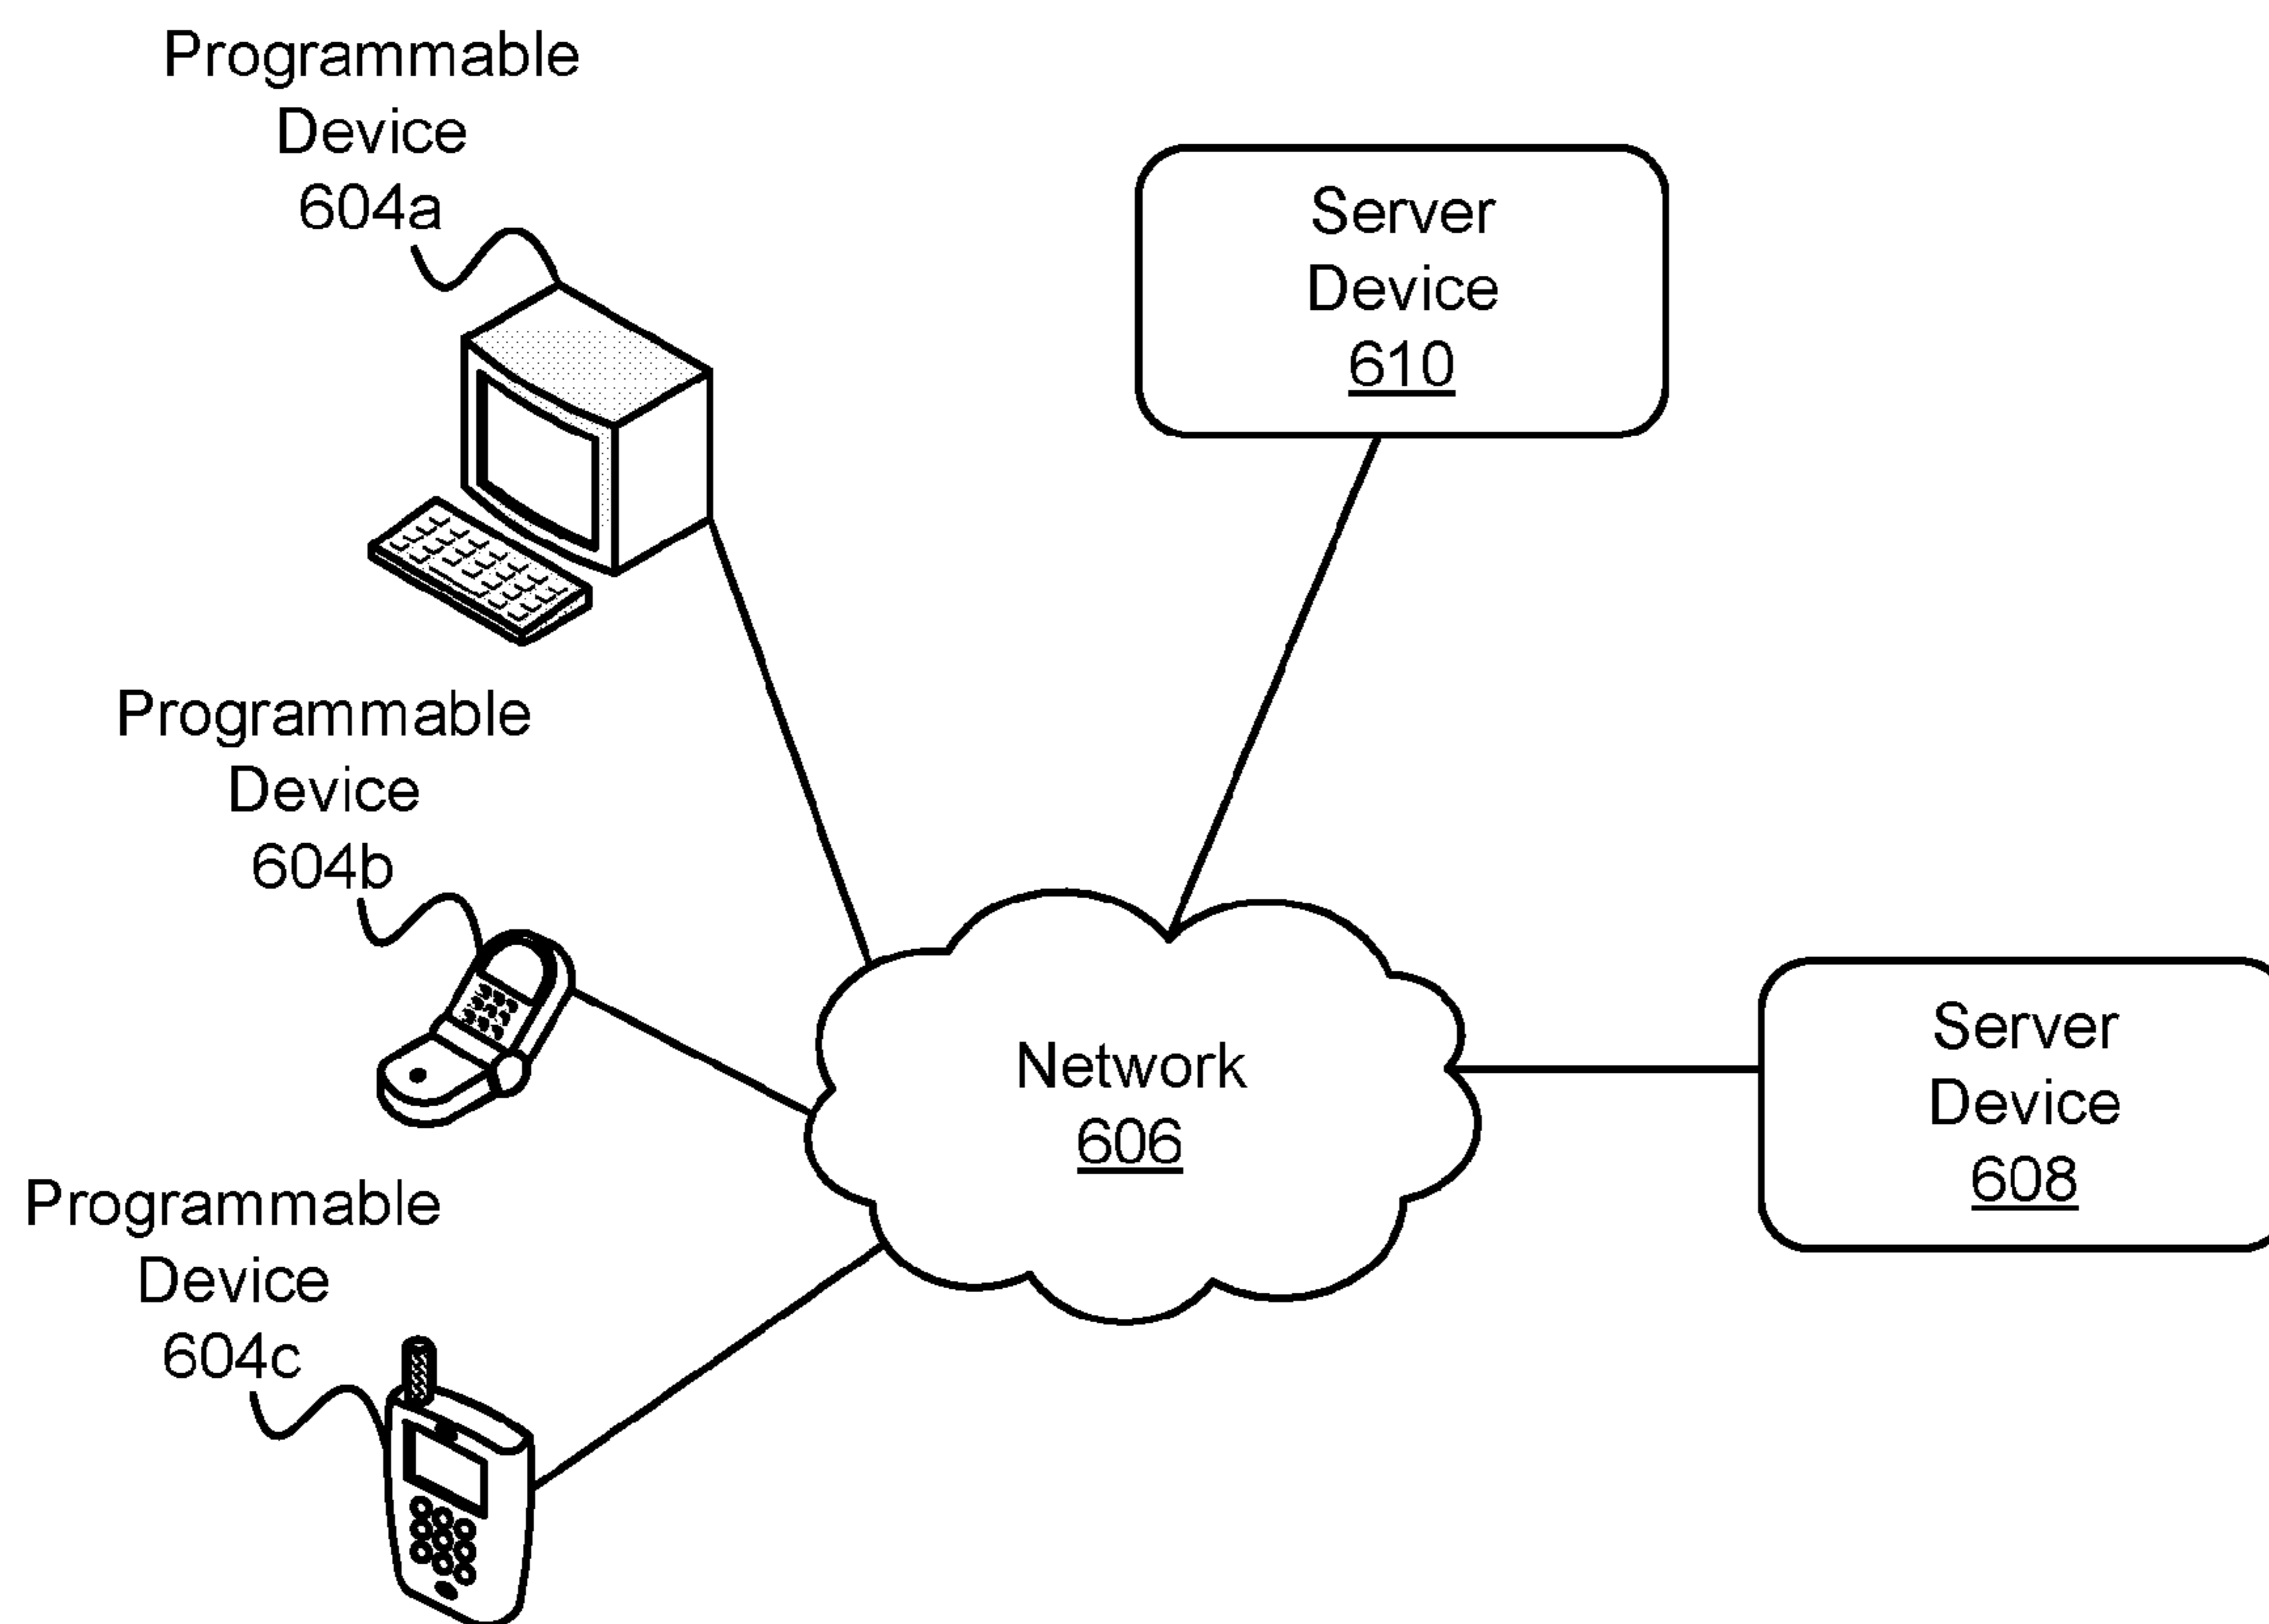 Programmable
Device
604a
Server
Device
610
Programmable
Device
604b
Network
606
Server
Device
608
Programmable
Device
604c